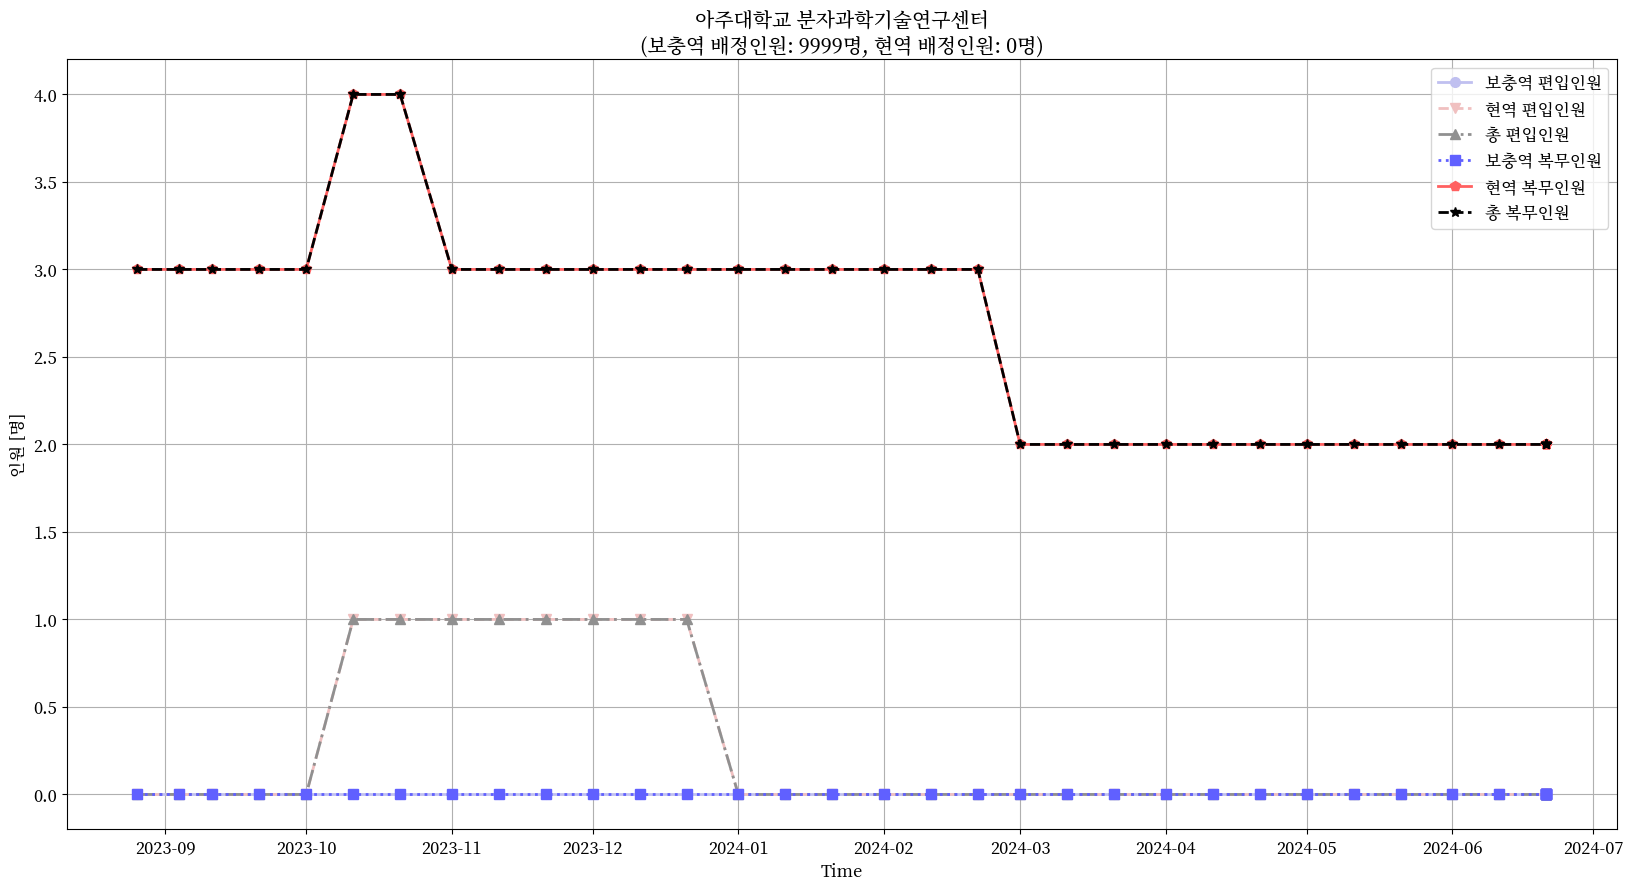 아주대학교 분자과학기술연구센터
(보충역 배정인원: 9999명, 현역 배정인원: 0명)
보충역 편입인원
현역 편입인원
총 편입인원
보충역 복무인원
현역 복무인원
총 복무인원
인원 [명]
4.0
3.5
3.0
2.5
2.0
1.5
1.0
0.5
0.0
2023-09 2023-10 2023-11 2023-12 2024-01 2024-02 2024-03 2024-04 2024-05 2024-06 2024-07
Time